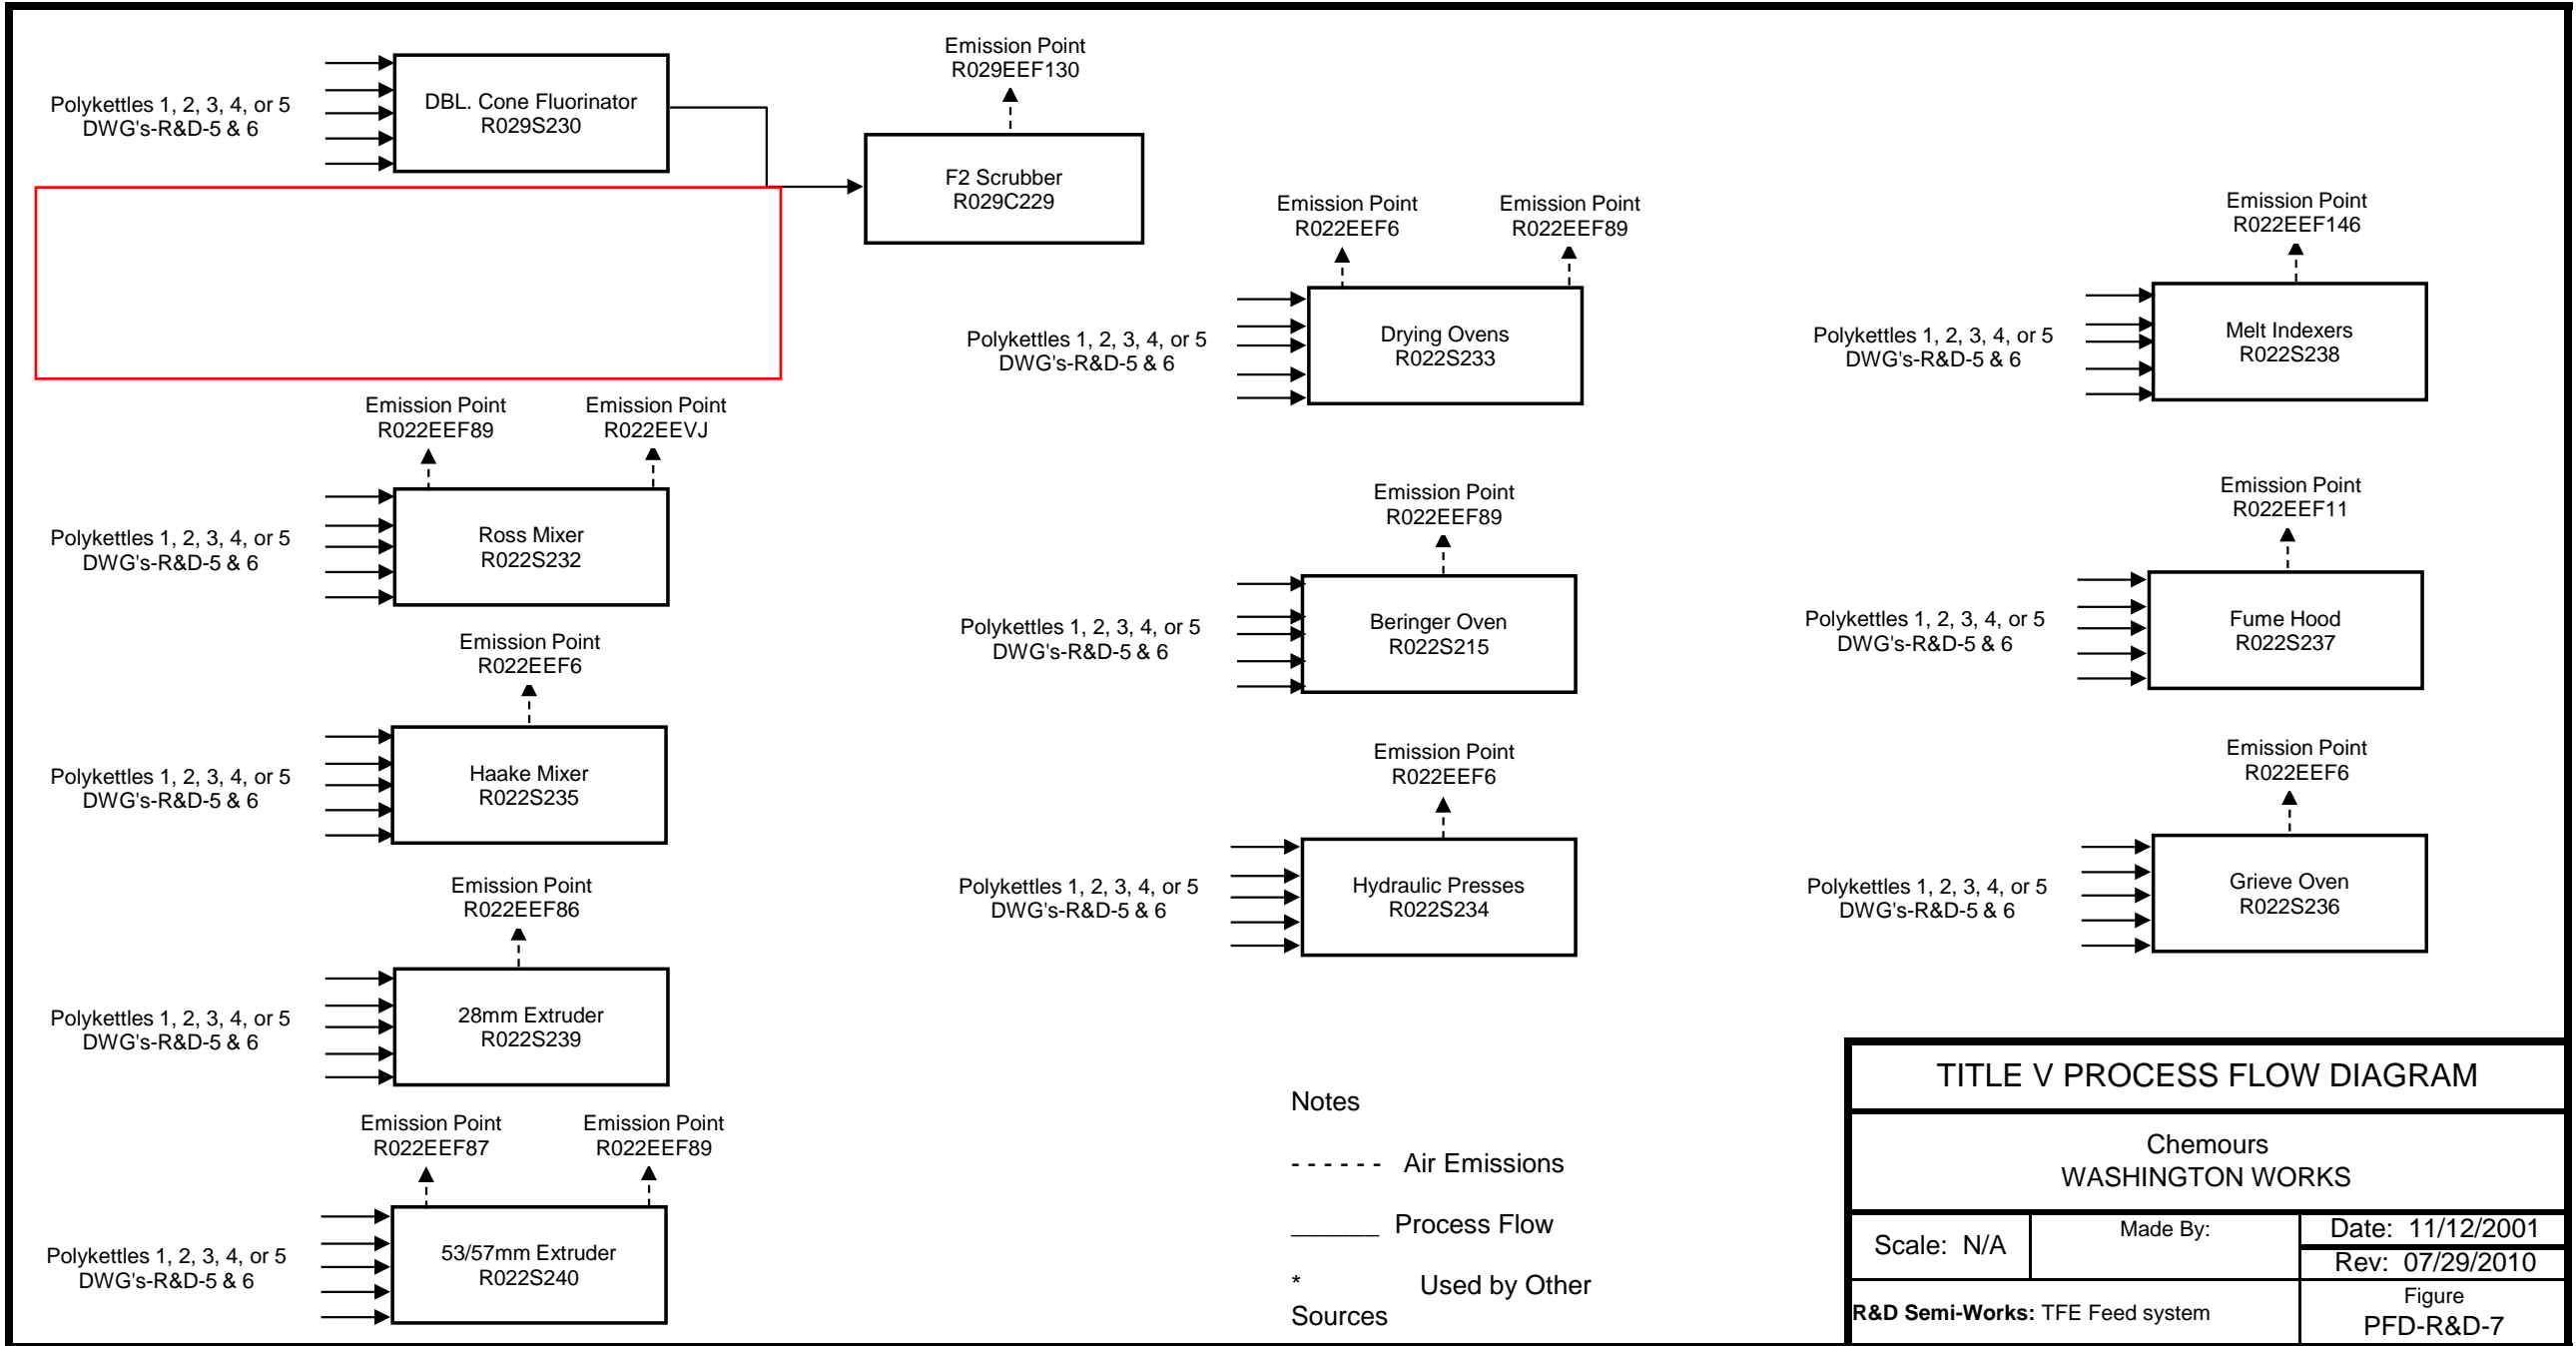 Emission Point
R029EEF130
Polykettles 1, 2, 3, 4, or 5
DWG's-R&D-5 & 6
DBL. Cone Fluorinator
R029S230
F2 Scrubber
R029C229
Emission Point
R022EEF89
Emission Point
R022EEVJ
Polykettles 1, 2, 3, 4, or 5
DWG's-R&D-5 & 6
Ross Mixer
R022S232
Emission Point
R022EEF6
Polykettles 1, 2, 3, 4, or 5
DWG's-R&D-5 & 6
Haake Mixer
R022S235
Emission Point
R022EEF86
Polykettles 1, 2, 3, 4, or 5
DWG's-R&D-5 & 6
28mm Extruder
R022S239
Emission Point
R022EEF87
Emission Point
R022EEF89
Polykettles 1, 2, 3, 4, or 5
DWG's-R&D-5 & 6
53/57mm Extruder
R022S240
Emission Point
R022EEF6
Emission Point
R022EEF89
Polykettles 1, 2, 3, 4, or 5
DWG's-R&D-5 & 6
Drying Ovens
R022S233
Emission Point
R022EEF89
Polykettles 1, 2, 3, 4, or 5
DWG's-R&D-5 & 6
Beringer Oven
R022S215
Emission Point
R022EEF6
Polykettles 1, 2, 3, 4, or 5
DWG's-R&D-5 & 6
Hydraulic Presses
R022S234
Emission Point
R022EEF146
Polykettles 1, 2, 3, 4, or 5
DWG's-R&D-5 & 6
Melt Indexers
R022S238
Emission Point
R022EEF11
Polykettles 1, 2, 3, 4, or 5
DWG's-R&D-5 & 6
Fume Hood
R022S237
Emission Point
R022EEF6
Polykettles 1, 2, 3, 4, or 5
DWG's-R&D-5 & 6
Grieve Oven
R022S236
Notes
- - - - - - Air Emissions
______ Process Flow
* Used by Other
Sources
TITLE V PROCESS FLOW DIAGRAM
Chemours
WASHINGTON WORKS
Scale: N/A
Made By:
Date: 11/12/2001
Rev: 07/29/2010
R&D Semi-Works: TFE Feed system
Figure
PFD-R&D-7